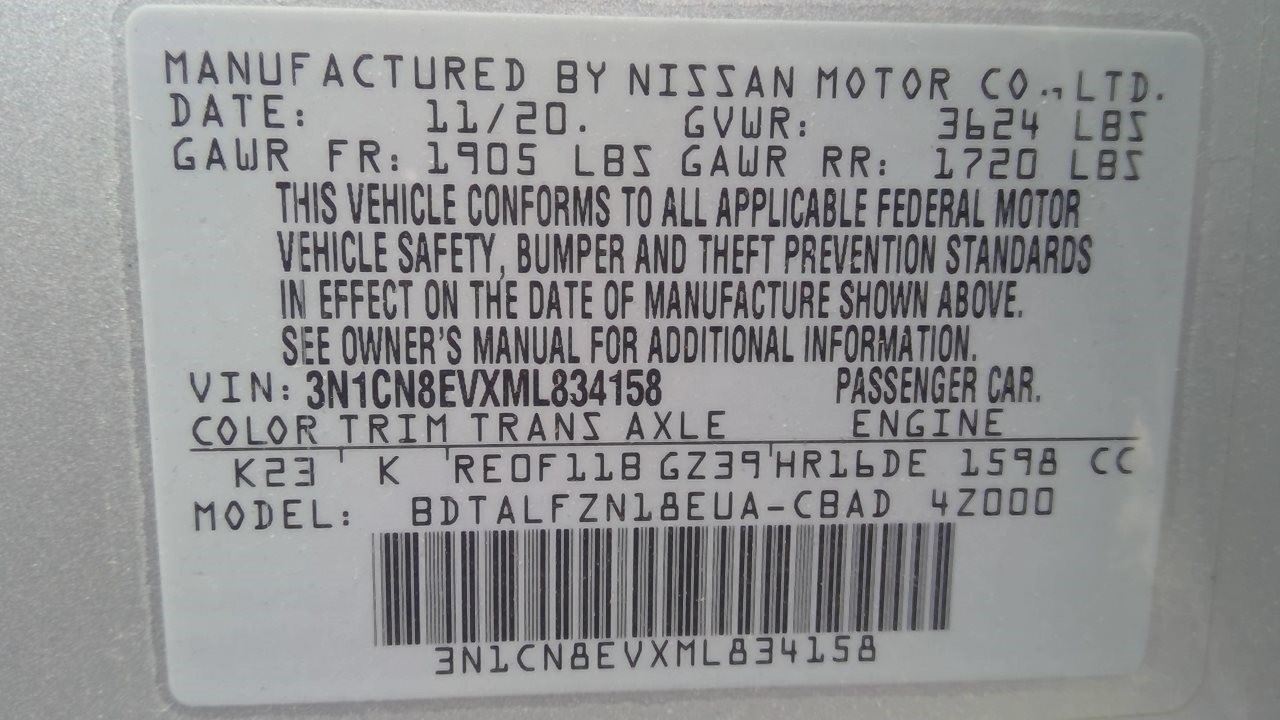 MANUFACTURED BY NISSAN MOTOR CO., LTD.
DATE: 11/20. GVWR: 3624 LBS
GAWR FR: 1905 LBS GAWR RR: 1720 LBS
THIS VEHICLE CONFORMS TO ALL APPLICABLE FEDERAL MOTOR
VEHICLE SAFETY, BUMPER AND THEFT PREVENTION STANDARDS
IN EFFECT ON THE DATE OF MANUFACTURE SHOWN ABOVE.
SEE OWNER'S MANUAL FOR ADDITIONAL INFORMATION.
VIN: 3N1CN8EVXML834158 PASSENGER CAR.
COLOR TRIM TRANS AXLE ENGINE
K23 K RE0F11B GZ39 HR16DE 1598 CC
MODEL: BDTALFZN18EUA-CBAD 4Z000
3N1CN8EVXML834158